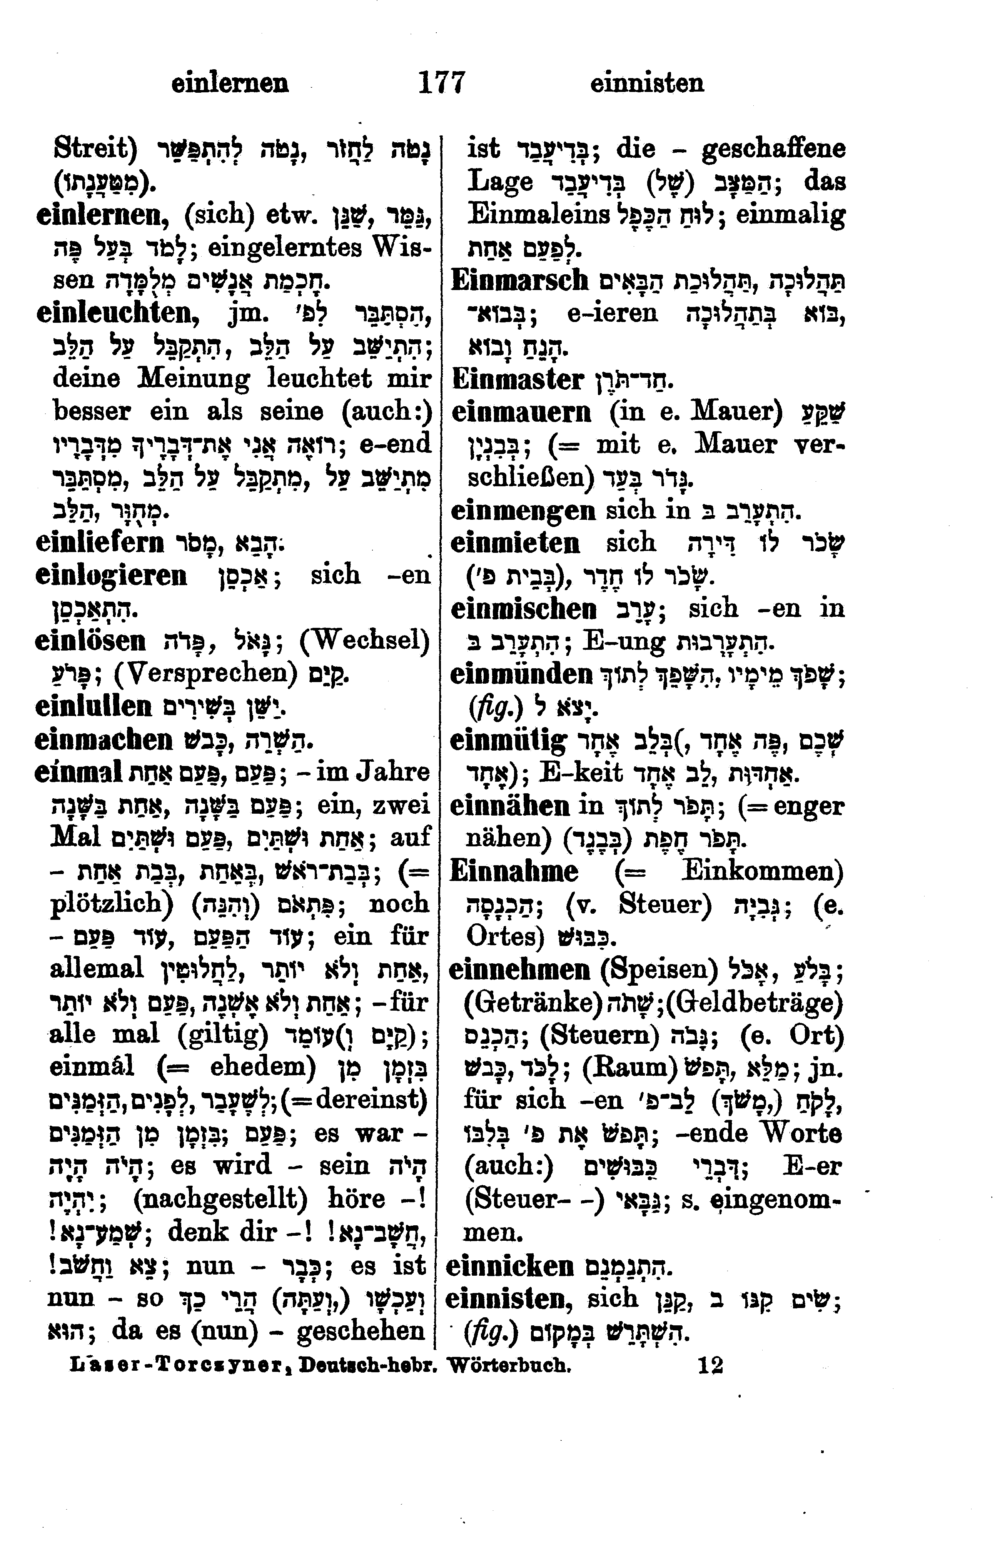 einlernen 177 einnisten
Streit) נָטֹה לַחֲזֹר, נָטֹה לְהִתְפַּשֵּׁר
(מִטַּעֲנָתוֹ).
einlernen, (sich) etw. שַׁנֵּן, גַּמֵּר,
לָמֹד בְּעַל פֶּה; eingelerntes Wis-
sen חָכְמַת אֲנָשִׁים מְלֻמָּדָה.
einleuchten, jm. הִסְתַּבֵּר לִפ',
הִתְיַשֵּׁב עַל הַלֵּב, הִתְקַבֵּל עַל הַלֵּב;
deine Meinung leuchtet mir
besser ein als seine (auch:)
רוֹאֶה אֲנִי אֶת־דְּבָרֶיךָ מִדְּבָרָיו; e-end
מִתְיַשֵּׁב עַל, מִתְקַבֵּל עַל הַלֵּב, מִסְתַּבֵּר
מְחֻוָּר, הַלֵּב.
einliefern הָבֵא, מָסֹר.
einlogieren אַכְסֵן; sich –en
הִתְאַכְסֵן.
einlösen גָּאֹל, פָּדֹה; (Wechsel)
פָּרֹעַ; (Versprechen) קַיֵּם.
einlullen יַשֵּׁן בְּשִׁירִים.
einmachen הַשְׁרֵה, כָּבֹשׁ.
einmal פַּעַם, פַּעַם אַחַת; – im Jahre
פַּעַם בַּשָּׁנָה, אַחַת בַּשָּׁנָה; ein, zwei
Mal אַחַת וּשְׁתַּיִם, פַּעַם וּשְׁתַּיִם; auf
– בְּבַת־רֹאשׁ, בְּאַחַת, בְּבַת אַחַת; (=
plötzlich) פִּתְאֹם (וְהִנֵּה); noch
– עוֹד הַפַּעַם, עוֹד פַּעַם; ein für
allemal אַחַת וְלֹא יוֹתֵר, לַחֲלוּטִין,
אַחַת וְלֹא אֶשְׁנֶה, פַּעַם וְלֹא יוֹתֵר; –für
alle mal (giltig) (קַיָּם וְ)עוֹמֵד;
einmál (= ehedem) בִּזְמָן מִן
הַזְּמַנִּים, לְפָנִים, לְשֶׁעָבַר; (=dereinst)
פַּעַם; בִּזְמַן מִן הַזְּמַנִּים; es war –
הָיֹה הָיָה; es wird – sein הָיֹה
יִהְיֶה; (nachgestellt) höre –!
שְׁמַע־נָא!; denk dir –! חֲשָׁב־נָא!,
צֵא וַחֲשֹׁב!; nun – כְּבָר; es ist
nun – so הֲרֵי כַּךְ (וְעַתָּה,) וְעַכְשָׁו
הוּא; da es (nun) – geschehen
ist בְּדִיעֲבַד; die – geschaffene
Lage הַמַּצָּב (שֶׁל) בְּדִיעֲבַד; das
Einmaleins לוּחַ הַכֶּפֶל; einmalig
לְפַעַם אַחַת.
Einmarsch תַּהֲלוּכָה, תַּהֲלוּכַת הַבָּאִים
בְּבוֹא־; e-ieren בּוֹא בְּתַהֲלוּכָה,
הָנַח וָבוֹא.
Einmaster חַד־תֹּרֶן.
einmauern (in e. Mauer) שַׁקֵּעַ
בְּבִנְיָן; (= mit e. Mauer ver-
schließen) גָּדֹר בְּעַד.
einmengen sich in הִתְעָרֵב בּ.
einmieten sich שָׂכֹר לוֹ דִּירָה
(בְּבֵית פ'), שָׂכֹר לוֹ חֶדֶר.
einmischen עָרֵב; sich –en in
הִתְעָרֵב בּ; E-ung הִתְעָרְבוּת.
einmünden שָׁפֹךְ מֵימָיו, הִשָּׁפֵךְ לְתוֹךְ;
(fig.) יָצֹא לְ.
einmütig שְׁכֶם, פֶּה אֶחָד, (בְּלֵב אֶחָד
אֶחָד); E-keit אַחְדוּת, לֵב אֶחָד.
einnähen in תָּפֹר לְתוֹךְ; (=enger
nähen) תָּפֹר חֵפֶת (בְּבֶגֶד).
Einnahme (= Einkommen)
הַכְנָסָה; (v. Steuer) גְּבִיָּה; (e.
Ortes) כִּבּוּשׁ.
einnehmen (Speisen) אָכֹל, בָּלֹעַ;
(Getränke) שָׁתֹה; (Geldbeträge)
הַכְנֵס; (Steuern) גָּבֹה; (e. Ort)
לָכֹד, כָּבֹשׁ; (Raum) מַלֵּא, תָּפֹשׂ; jn.
für sich –en לָקֹחַ (מָשֹׁךְ,) לֵב־פ',
תָּפֹשׂ אֶת פ' בְּלִבּוֹ; –ende Worte
(auch:) דִּבְרֵי כִּבּוּשִׁים; E-er
(Steuer– –) גַּבַּאי; s. eingenom-
men.
einnicken הִתְנַמְנֵם.
einnisten, sich שִׂים קִנּוֹ ב, קַנֵּן;
(fig.) הִשְׁתָּרֵשׁ בְּמָקוֹם.
Laser-Torczyner, Deutsch-hebr. Wörterbuch. 12